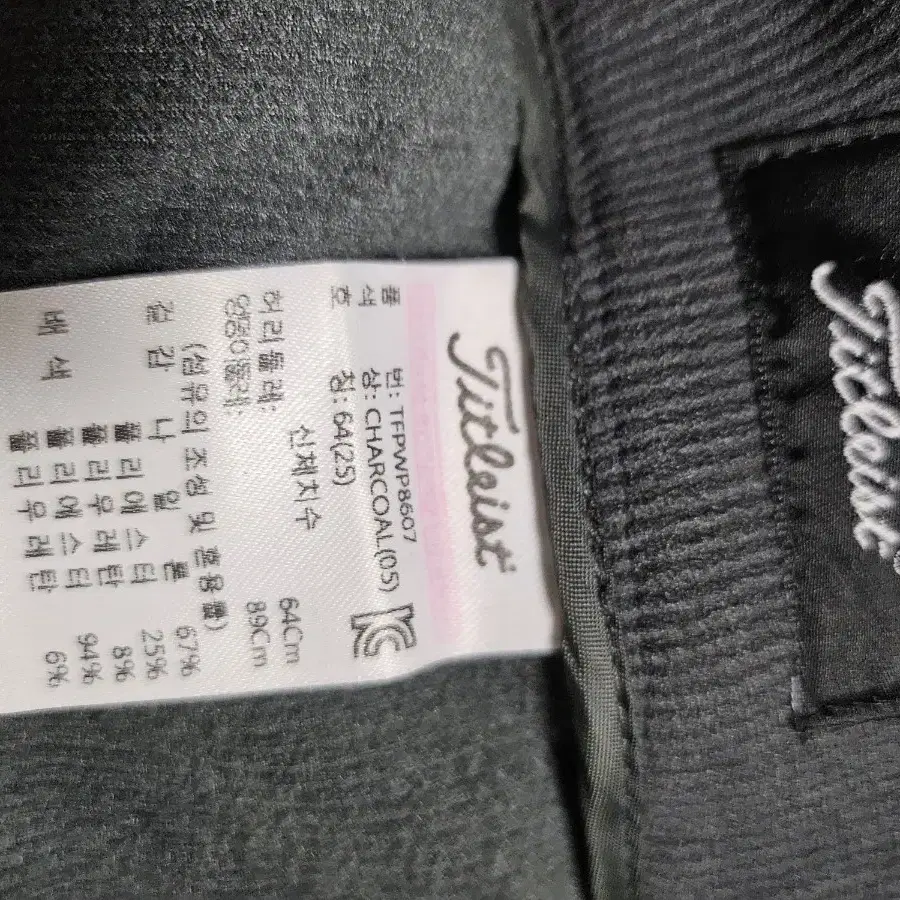 Titleist
품 번: TFPWP8607
색 상: CHARCOAL(05)
호 칭: 64(25)
신체치수
허리둘레: 64Cm
엉덩이둘레: 89Cm
(섬유의 조성 및 혼용률)
겉 감 나 일 론 67%
폴 리 에 스 터 25%
폴 리 우 레 탄 8%
배 색 폴 리 에 스 터 94%
폴 리 우 레 탄 6%
Titleist